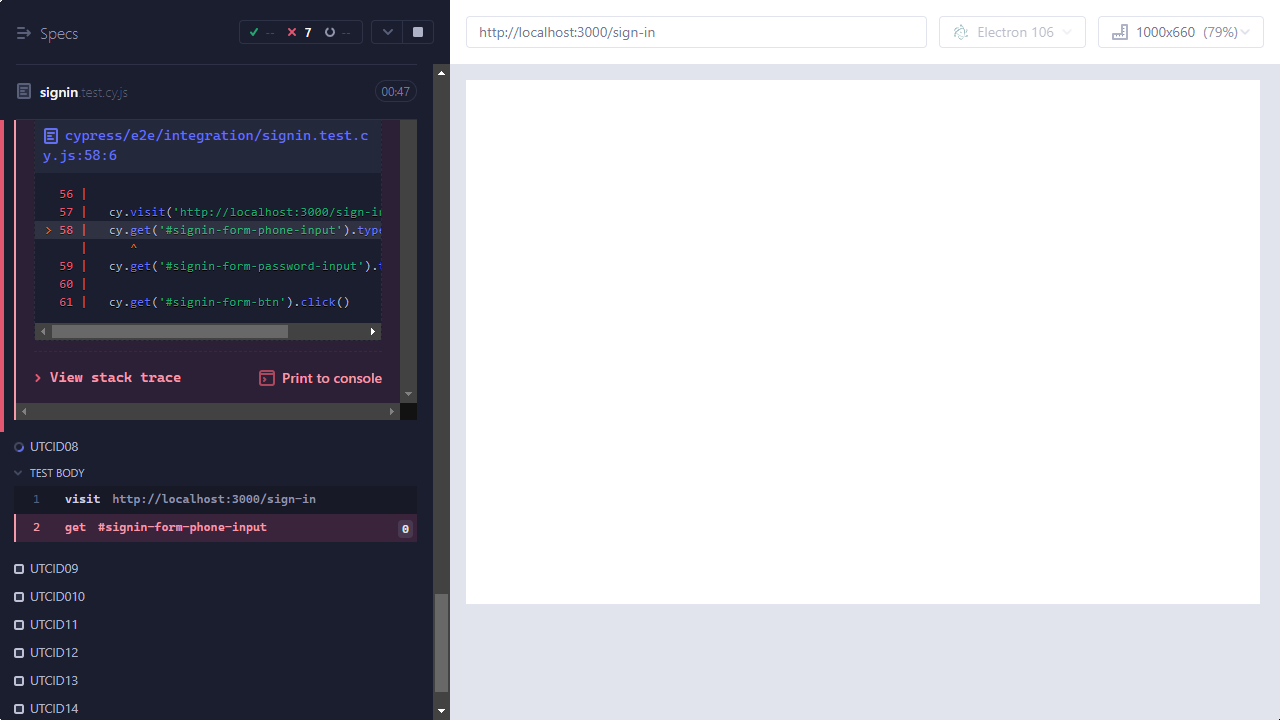 Specs
-- 7 --
signin.test.cy.js 00:47
cypress/e2e/integration/signin.test.c
y.js:58:6
56 |
57 | cy.visit('http://localhost:3000/sign-in
> 58 | cy.get('#signin-form-phone-input').type
| ^
59 | cy.get('#signin-form-password-input').t
60 |
61 | cy.get('#signin-form-btn').click()
> View stack trace
Print to console
UTCID08
TEST BODY
1 visit http://localhost:3000/sign-in
2 get #signin-form-phone-input 0
UTCID09
UTCID010
UTCID11
UTCID12
UTCID13
UTCID14
http://localhost:3000/sign-in
Electron 106
1000x660 (79%)